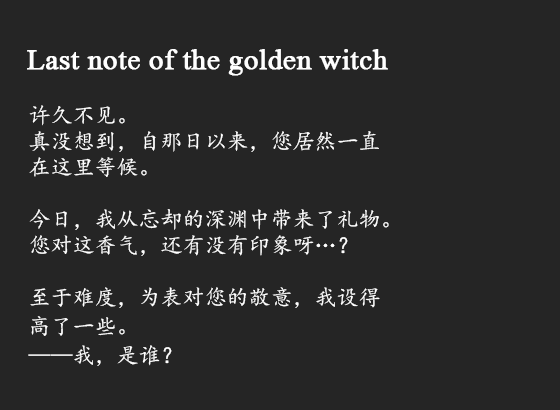 Last note of the golden witch
许久不见。
真没想到，自那日以来，您居然一直
在这里等候。
今日，我从忘却的深渊中带来了礼物。
您对这香气，还有没有印象呀…？
至于难度，为表对您的敬意，我设得
高了一些。
——我，是谁？